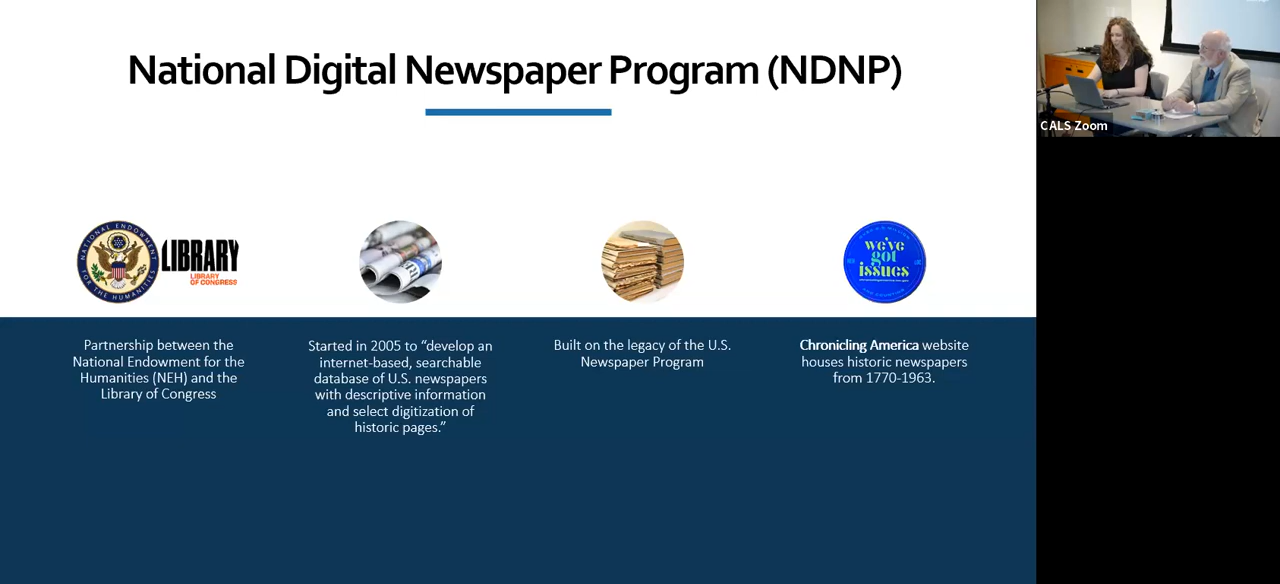 National Digital Newspaper Program (NDNP)
CALS Zoom
NATIONAL ENDOWMENT
FOR THE HUMANITIES
LIBRARY
LIBRARY
OF CONGRESS
we've
got
issues
Partnership between the
National Endowment for the
Humanities (NEH) and the
Library of Congress
Started in 2005 to “develop an
internet-based, searchable
database of U.S. newspapers
with descriptive information
and select digitization of
historic pages.”
Built on the legacy of the U.S.
Newspaper Program
Chronicling America website
houses historic newspapers
from 1770-1963.